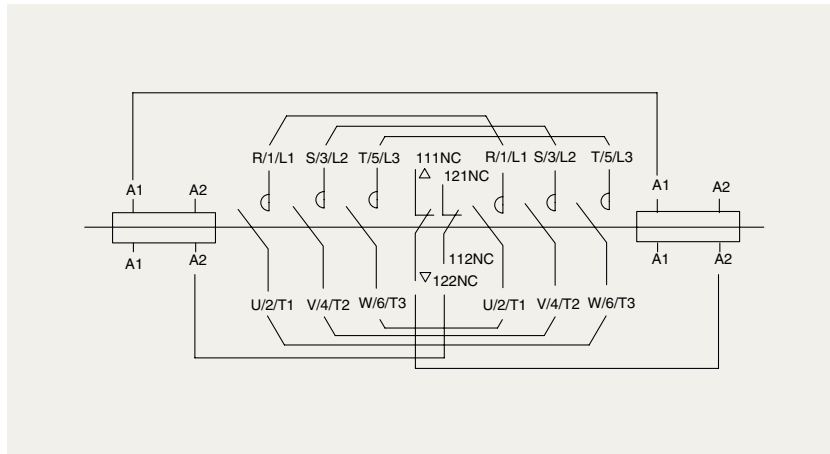 R/1/L1 S/3/L2 T/5/L3 111NC R/1/L1 S/3/L2 T/5/L3
121NC
A1 A2 A1 A2
A1 A2 A1 A2
112NC
122NC
U/2/T1 V/4/T2 W/6/T3 U/2/T1 V/4/T2 W/6/T3